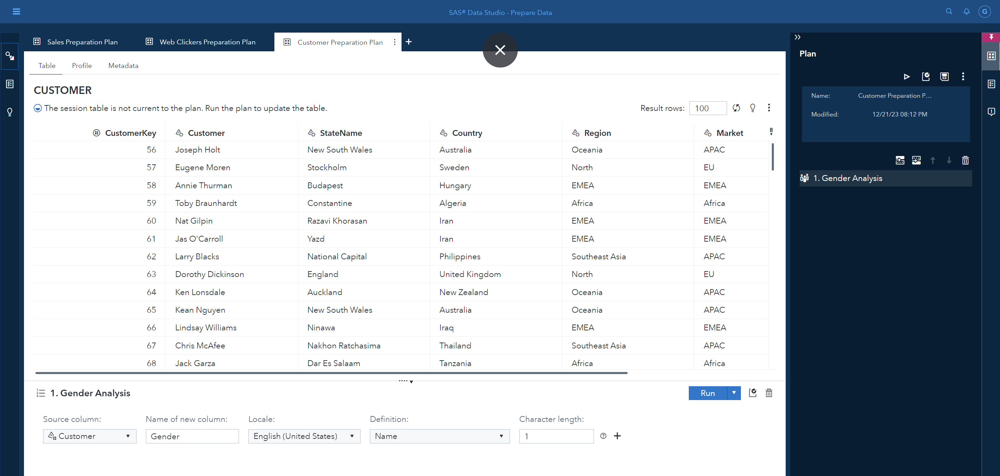 SAS® Data Studio - Prepare Data
G
Sales Preparation Plan
Web Clickers Preparation Plan
Customer Preparation Plan
Table Profile Metadata
CUSTOMER
The session table is not current to the plan. Run the plan to update the table.
Result rows: 100
CustomerKey Customer StateName Country Region Market
56 Joseph Holt New South Wales Australia Oceania APAC
57 Eugene Moren Stockholm Sweden North EU
58 Annie Thurman Budapest Hungary EMEA EMEA
59 Toby Braunhardt Constantine Algeria Africa Africa
60 Nat Gilpin Razavi Khorasan Iran EMEA EMEA
61 Jas O'Carroll Yazd Iran EMEA EMEA
62 Larry Blacks National Capital Philippines Southeast Asia APAC
63 Dorothy Dickinson England United Kingdom North EU
64 Ken Lonsdale Auckland New Zealand Oceania APAC
65 Kean Nguyen New South Wales Australia Oceania APAC
66 Lindsay Williams Ninawa Iraq EMEA EMEA
67 Chris McAfee Nakhon Ratchasima Thailand Southeast Asia APAC
68 Jack Garza Dar Es Salaam Tanzania Africa Africa
1. Gender Analysis
Run
Source column: Name of new column: Locale: Definition: Character length:
Customer Gender English (United States) Name 1
Plan
Name: Customer Preparation P...
Modified: 12/21/23 08:12 PM
1. Gender Analysis